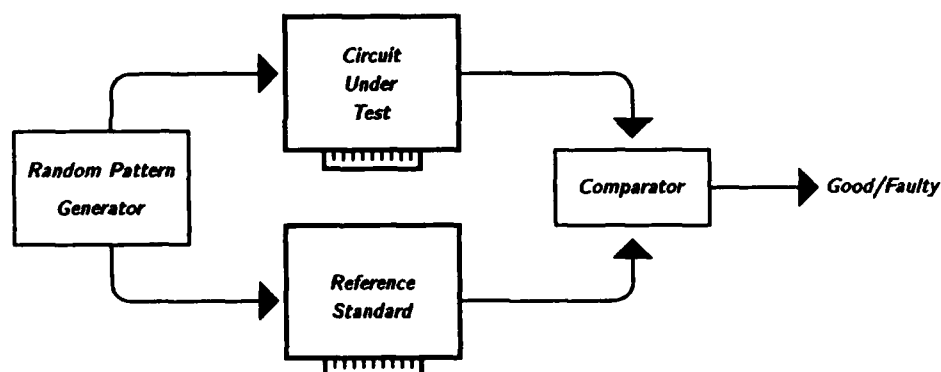 Circuit
Under
Test
Random Pattern
Generator
Comparator
Good/Faulty
Reference
Standard